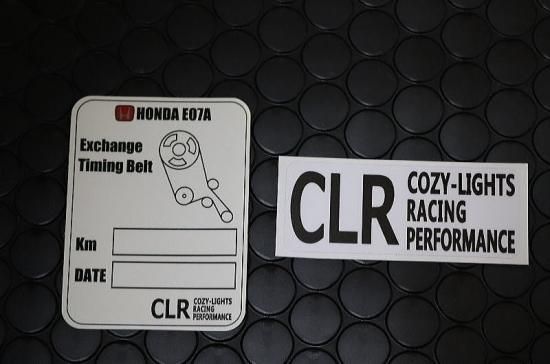 HONDA E07A
Exchange
Timing Belt
Km
DATE
CLR COZY-LIGHTS
RACING
PERFORMANCE
CLR COZY-LIGHTS
RACING
PERFORMANCE